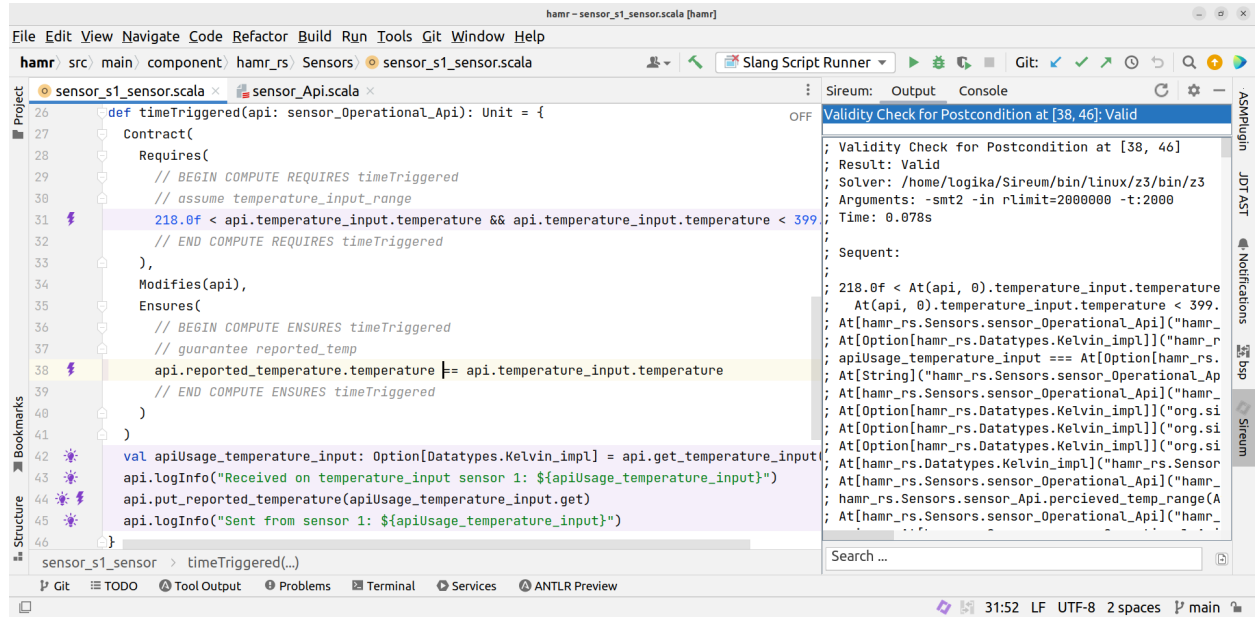 hamr – sensor_s1_sensor.scala [hamr]
File Edit View Navigate Code Refactor Build Run Tools Git Window Help
hamr src main component hamr_rs Sensors sensor_s1_sensor.scala
Slang Script Runner
Git:
Project
sensor_s1_sensor.scala
sensor_Api.scala
26 def timeTriggered(api: sensor_Operational_Api): Unit = {
OFF
27 Contract(
28 Requires(
29 // BEGIN COMPUTE REQUIRES timeTriggered
30 // assume temperature_input_range
31 218.0f < api.temperature_input.temperature && api.temperature_input.temperature < 399.
32 // END COMPUTE REQUIRES timeTriggered
33 ),
34 Modifies(api),
35 Ensures(
36 // BEGIN COMPUTE ENSURES timeTriggered
37 // guarantee reported_temp
38 api.reported_temperature.temperature == api.temperature_input.temperature
39 // END COMPUTE ENSURES timeTriggered
40 )
41 )
42 val apiUsage_temperature_input: Option[Datatypes.Kelvin_impl] = api.get_temperature_input(
43 api.logInfo("Received on temperature_input sensor 1: ${apiUsage_temperature_input}")
44 api.put_reported_temperature(apiUsage_temperature_input.get)
45 api.logInfo("Sent from sensor 1: ${apiUsage_temperature_input}")
46 }
sensor_s1_sensor > timeTriggered(...)
Bookmarks
Structure
Sireum: Output Console
Validity Check for Postcondition at [38, 46]: Valid
; Validity Check for Postcondition at [38, 46]
; Result: Valid
; Solver: /home/logika/Sireum/bin/linux/z3/bin/z3
; Arguments: -smt2 -in rlimit=2000000 -t:2000
; Time: 0.078s
;
; Sequent:
;
; 218.0f < At(api, 0).temperature_input.temperature
; At(api, 0).temperature_input.temperature < 399.
; At[hamr_rs.Sensors.sensor_Operational_Api]("hamr_
; At[Option[hamr_rs.Datatypes.Kelvin_impl]]("hamr_r
; apiUsage_temperature_input === At[Option[hamr_rs.
; At[String]("hamr_rs.Sensors.sensor_Operational_Ap
; At[hamr_rs.Sensors.sensor_Operational_Api]("hamr_
; At[Option[hamr_rs.Datatypes.Kelvin_impl]]("org.si
; At[Option[hamr_rs.Datatypes.Kelvin_impl]]("org.si
; At[Option[hamr_rs.Datatypes.Kelvin_impl]]("org.si
; At[hamr_rs.Datatypes.Kelvin_impl]("hamr_rs.Sensor
; At[hamr_rs.Sensors.sensor_Operational_Api]("hamr_
; hamr_rs.Sensors.sensor_Api.percieved_temp_range(A
; At[hamr_rs.Sensors.sensor_Operational_Api]("hamr_
Search ...
ASMPlugin
JDT AST
Notifications
bsp
Sireum
Git TODO Tool Output Problems Terminal Services ANTLR Preview
31:52 LF UTF-8 2 spaces main